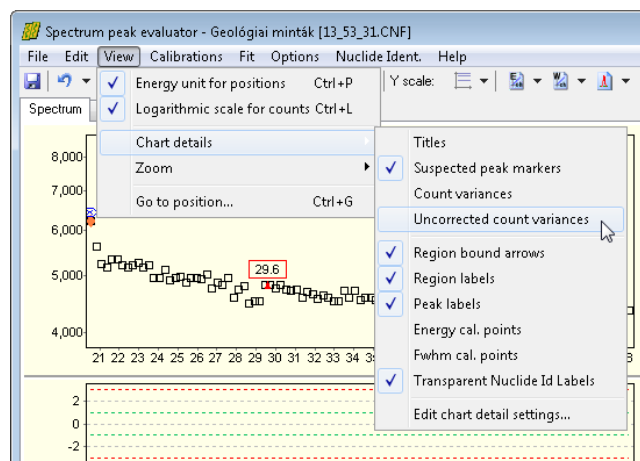 Spectrum peak evaluator - Geológiai minták [13_53_31.CNF]
File Edit View Calibrations Fit Options Nuclide Ident. Help
Energy unit for positions Ctrl+P
Logarithmic scale for counts Ctrl+L
Chart details
Zoom
Go to position... Ctrl+G
Y scale:
Spectrum
Titles
Suspected peak markers
Count variances
Uncorrected count variances
Region bound arrows
Region labels
Peak labels
Energy cal. points
Fwhm cal. points
Transparent Nuclide Id Labels
Edit chart detail settings...
8,000
7,000
6,000
5,000
4,000
29.6
21 22 23 24 25 26 27 28 29 30 31 32 33 34
2
0
-2